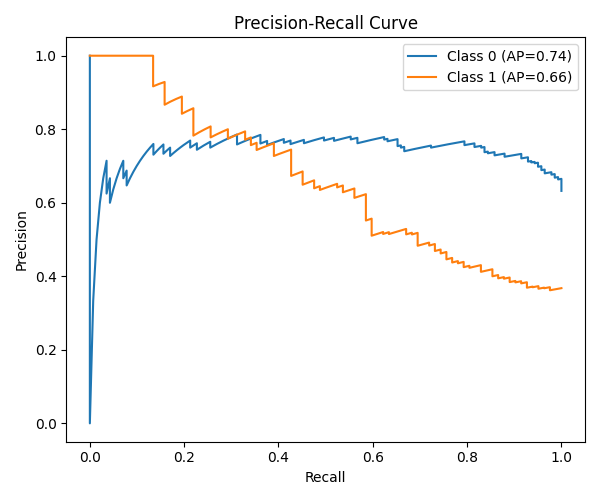 Precision-Recall Curve
Class 0 (AP=0.74)
Class 1 (AP=0.66)
Precision
1.0
0.8
0.6
0.4
0.2
0.0
0.0 0.2 0.4 0.6 0.8 1.0
Recall